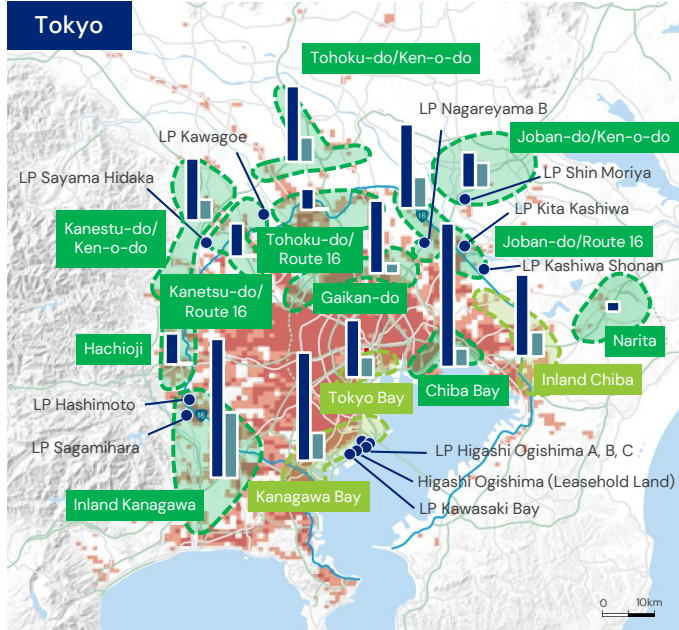 Tokyo
Tohoku-do/Ken-o-do
LP Nagareyama B
LP Kawagoe
Joban-do/Ken-o-do
LP Sayama Hidaka
LP Shin Moriya
Kanestu-do/
Ken-o-do
16
LP Kita Kashiwa
Tohoku-do/
Route 16
Joban-do/Route 16
LP Kashiwa Shonan
Kanetsu-do/
Route 16
Gaikan-do
Hachioji
Narita
Inland Chiba
Chiba Bay
Tokyo Bay
LP Hashimoto
16
LP Sagamihara
LP Higashi Ogishima A, B, C
Higashi Ogishima (Leasehold Land)
Kanagawa Bay
Inland Kanagawa
LP Kawasaki Bay
0 10km